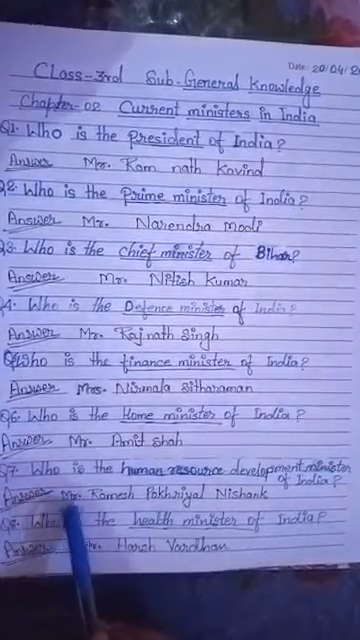 Date 20/04/20
Class-3rd Sub-General Knowledge
Chapter-02 Current ministers in India
Q1. Who is the President of India?
Answer Mr. Ram nath Kovind
Q2. Who is the Prime minister of India?
Answer Mr. Narendra modi
Q3. Who is the chief minister of Bihar?
Answer Mr. Nitish kumar
Q4. Who is the Defence minister of India?
Answer Mr. Rajnath Singh
Q Who is the finance minister of India?
Answer Mrs. Nirmala Sitharaman
Q6. Who is the Home minister of India?
Answer Mr. Amit shah
Q7. Who is the human resource development minister
of India?
Answer Mr. Ramesh Pokhriyal Nishank
Q8. Who the health minister of India?
Answer Harsh Vardhan